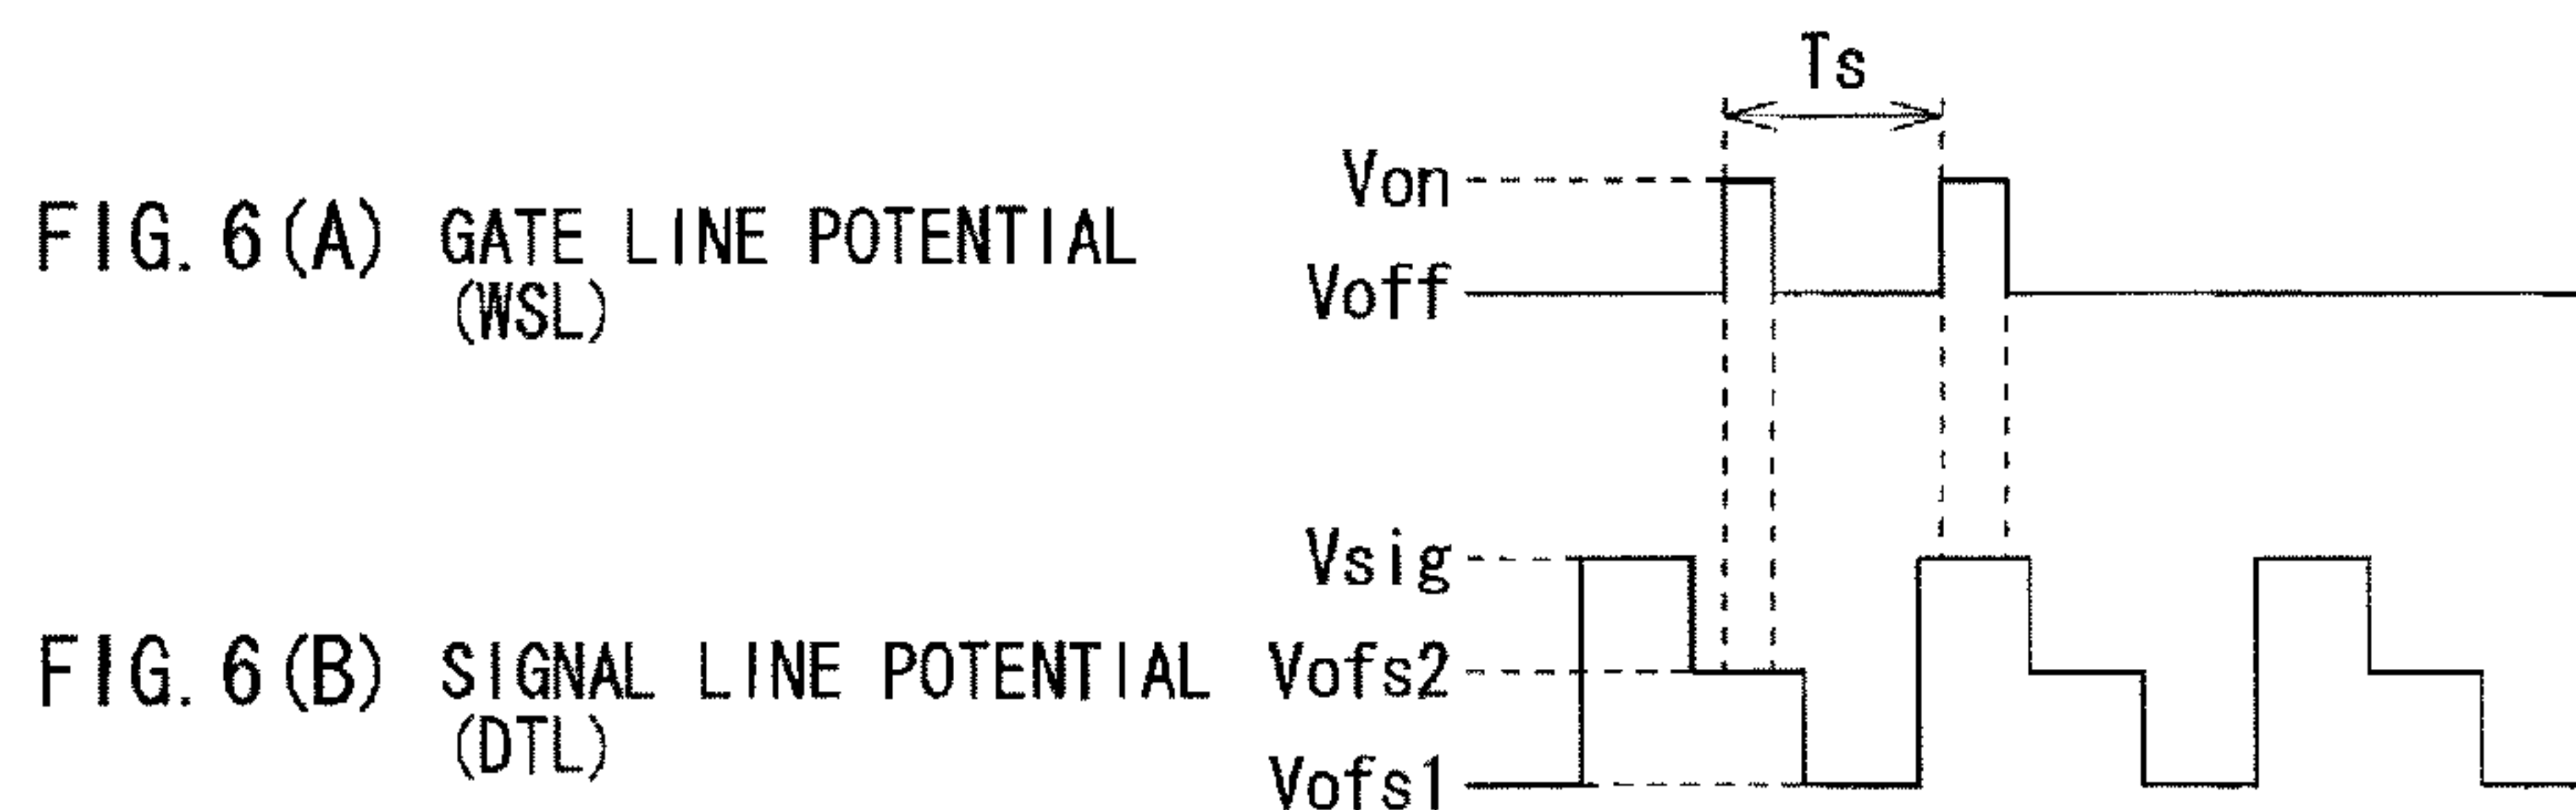 Ts
Von
FIG. 6(A) GATE LINE POTENTIAL
(WSL)
Voff
Vsig
FIG. 6(B) SIGNAL LINE POTENTIAL
(DTL)
Vofs2
Vofs1